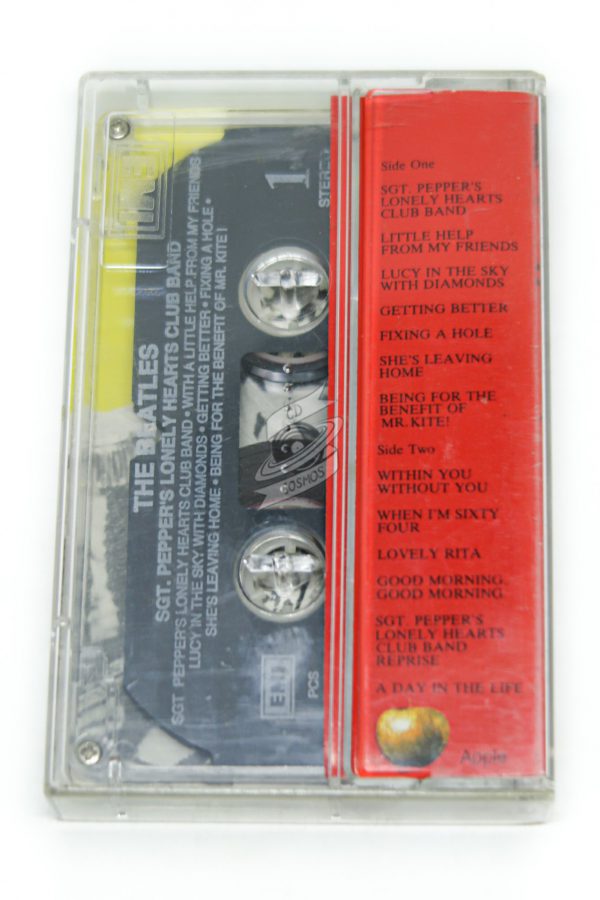 EMI
1
STEREO
THE BEATLES
SGT. PEPPER'S LONELY HEARTS CLUB BAND
SGT PEPPER'S LONELY HEARTS CLUB BAND • WITH A LITTLE HELP FROM MY FRIENDS
LUCY IN THE SKY WITH DIAMONDS • GETTING BETTER • FIXING A HOLE •
SHE'S LEAVING HOME • BEING FOR THE BENEFIT OF MR. KITE !
EMI
PCS
CD
COSMOS
Side One
SGT. PEPPER'S
LONELY HEARTS
CLUB BAND
LITTLE HELP
FROM MY FRIENDS
LUCY IN THE SKY
WITH DIAMONDS
GETTING BETTER
FIXING A HOLE
SHE'S LEAVING
HOME
BEING FOR THE
BENEFIT OF
MR. KITE!
Side Two
WITHIN YOU
WITHOUT YOU
WHEN I'M SIXTY
FOUR
LOVELY RITA
GOOD MORNING,
GOOD MORNING
SGT. PEPPER'S
LONELY HEARTS
CLUB BAND
REPRISE
A DAY IN THE LIFE
Apple